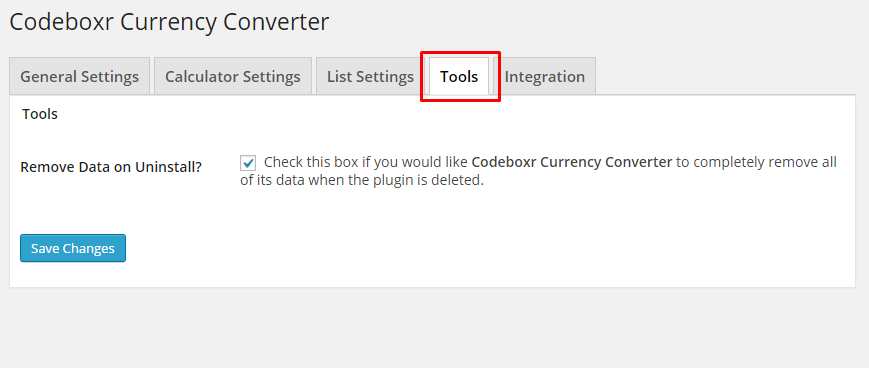 Codeboxr Currency Converter
General Settings Calculator Settings List Settings Tools Integration
Tools
Remove Data on Uninstall? Check this box if you would like Codeboxr Currency Converter to completely remove all
of its data when the plugin is deleted.
Save Changes